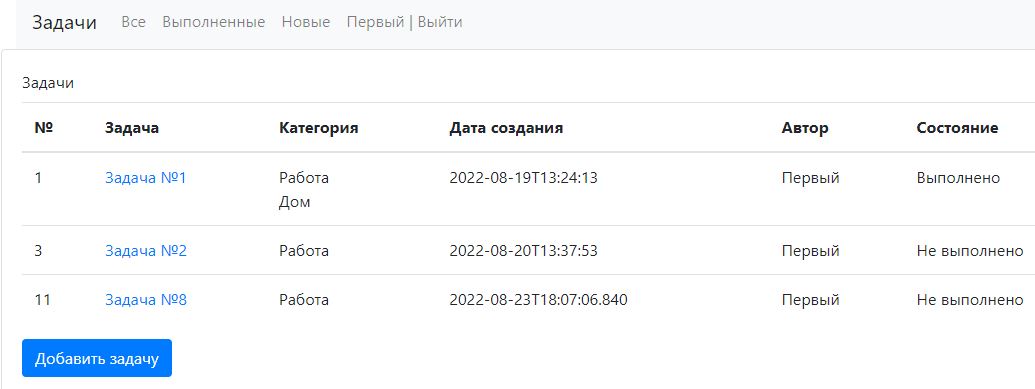 Задачи Все Выполненные Новые Первый | Выйти
Задачи
№ Задача Категория Дата создания Автор Состояние
1 Задача №1 Работа 2022-08-19T13:24:13 Первый Выполнено
Дом
3 Задача №2 Работа 2022-08-20T13:37:53 Первый Не выполнено
11 Задача №8 Работа 2022-08-23T18:07:06.840 Первый Не выполнено
Добавить задачу